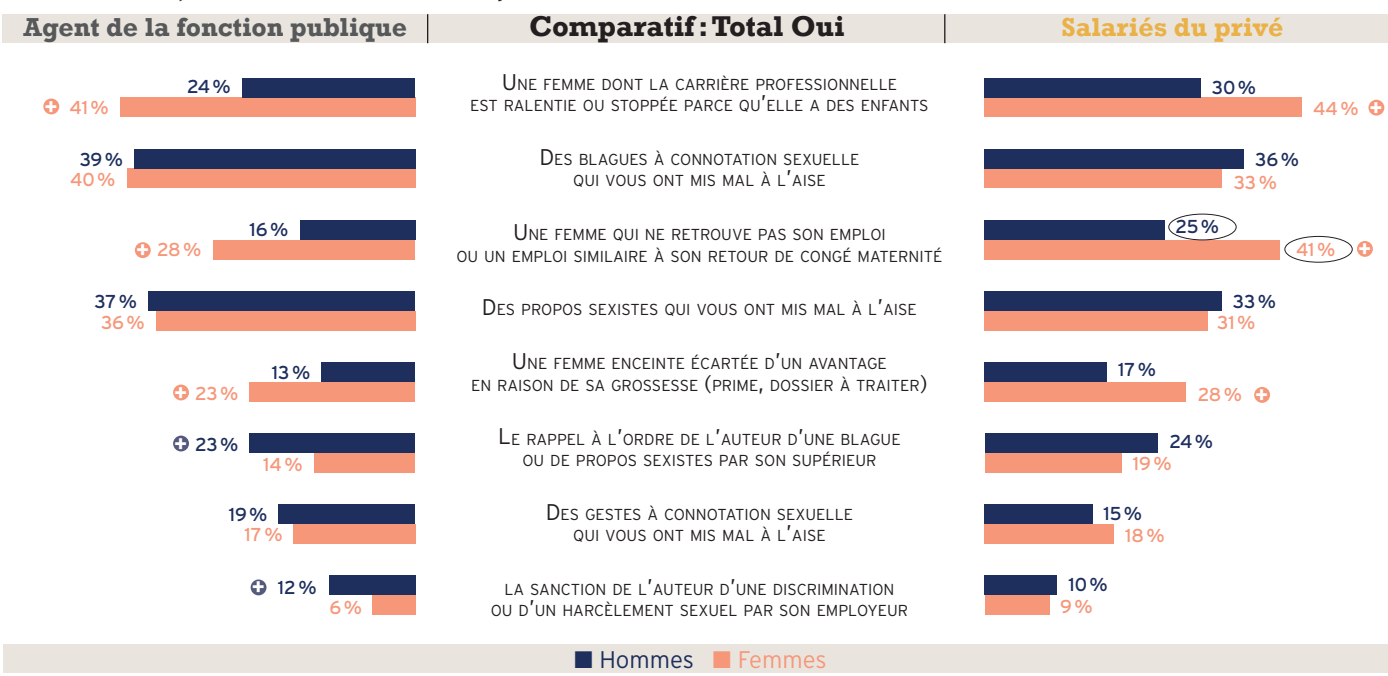 Agent de la fonction publique
Comparatif : Total Oui
Salariés du privé
24 %
41 %
UNE FEMME DONT LA CARRIÈRE PROFESSIONNELLE
EST RALENTIE OU STOPPÉE PARCE QU'ELLE A DES ENFANTS
30 %
44 %
39 %
40 %
DES BLAGUES À CONNOTATION SEXUELLE
QUI VOUS ONT MIS MAL À L'AISE
36 %
33 %
16 %
28 %
UNE FEMME QUI NE RETROUVE PAS SON EMPLOI
OU UN EMPLOI SIMILAIRE À SON RETOUR DE CONGÉ MATERNITÉ
25 %
41 %
37 %
36 %
DES PROPOS SEXISTES QUI VOUS ONT MIS MAL À L'AISE
33 %
31 %
13 %
23 %
UNE FEMME ENCEINTE ÉCARTÉE D'UN AVANTAGE
EN RAISON DE SA GROSSESSE (PRIME, DOSSIER À TRAITER)
17 %
28 %
23 %
14 %
LE RAPPEL À L'ORDRE DE L'AUTEUR D'UNE BLAGUE
OU DE PROPOS SEXISTES PAR SON SUPÉRIEUR
24 %
19 %
19 %
17 %
DES GESTES À CONNOTATION SEXUELLE
QUI VOUS ONT MIS MAL À L'AISE
15 %
18 %
12 %
6 %
LA SANCTION DE L'AUTEUR D'UNE DISCRIMINATION
OU D'UN HARCÈLEMENT SEXUEL PAR SON EMPLOYEUR
10 %
9 %
Hommes
Femmes